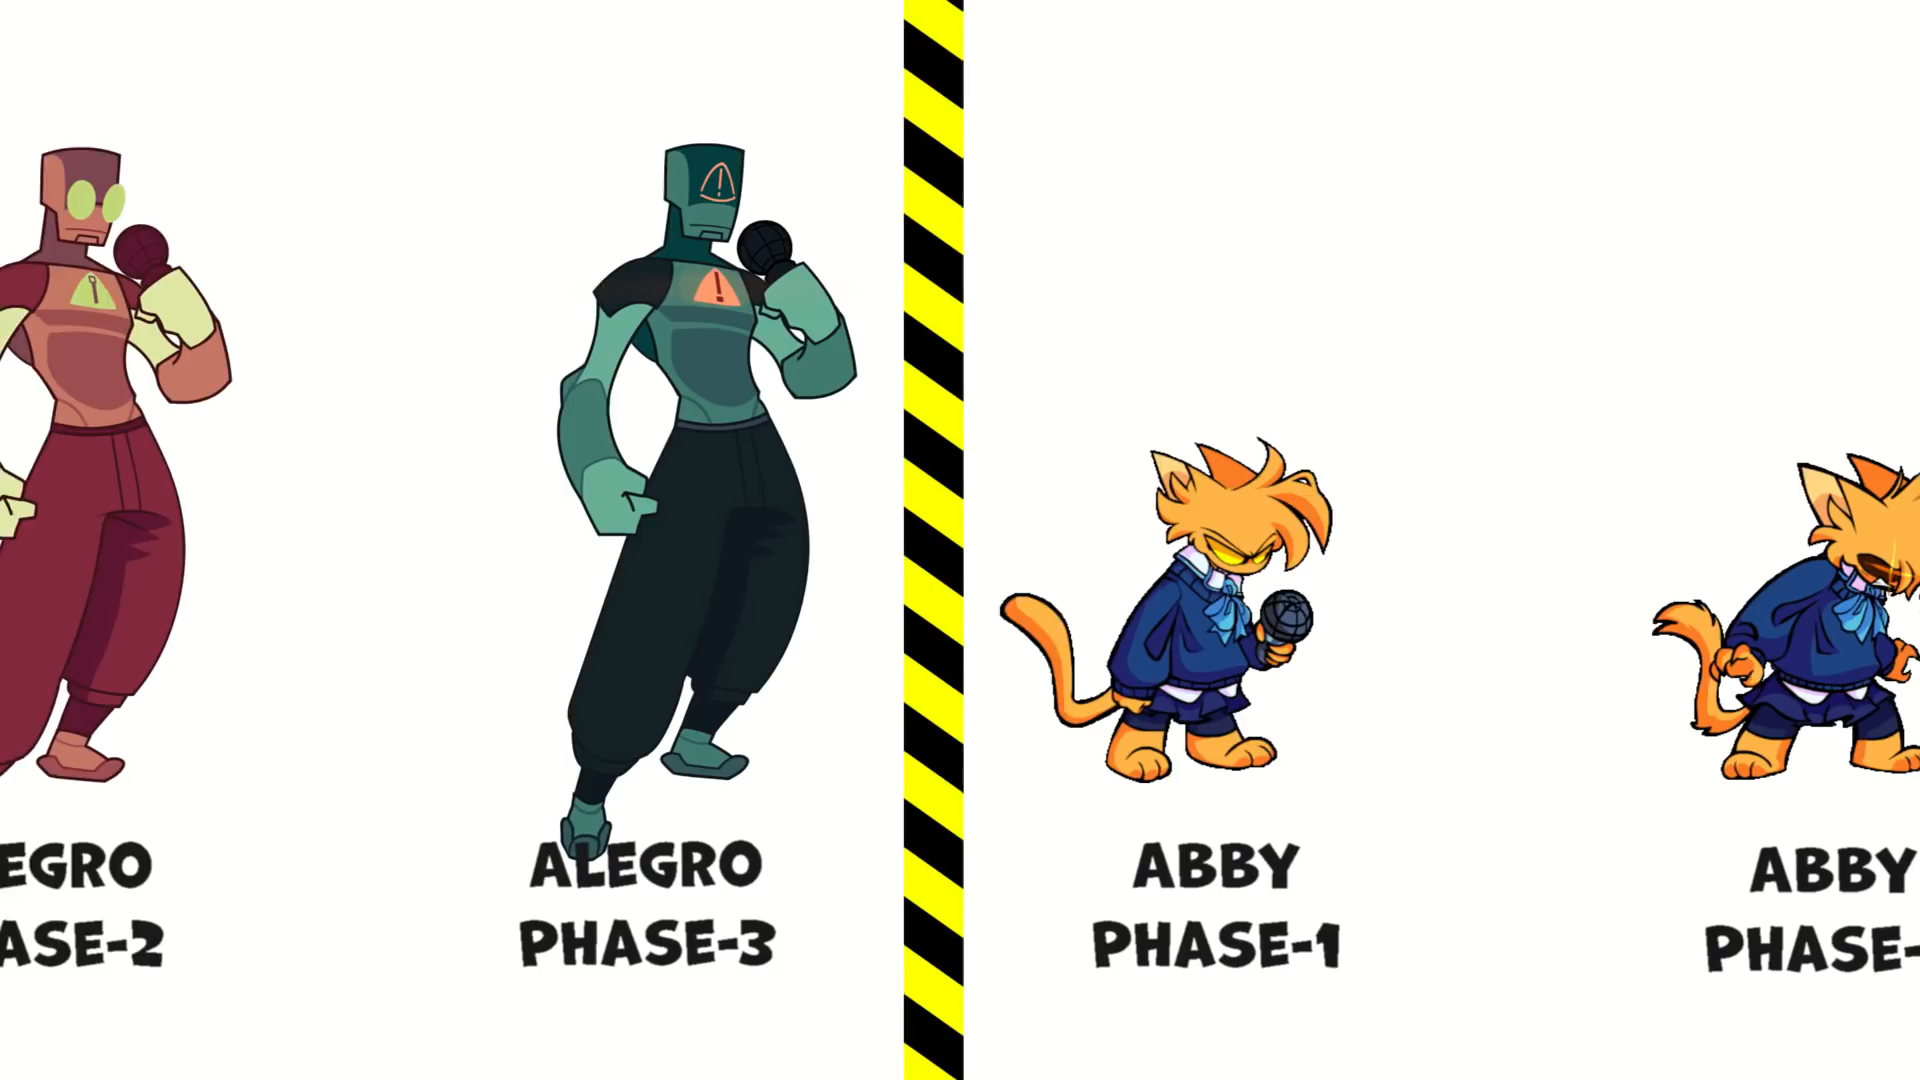 EGRO
ASE-2
ALEGRO
PHASE-3
ABBY
PHASE-1
ABBY
PHASE-